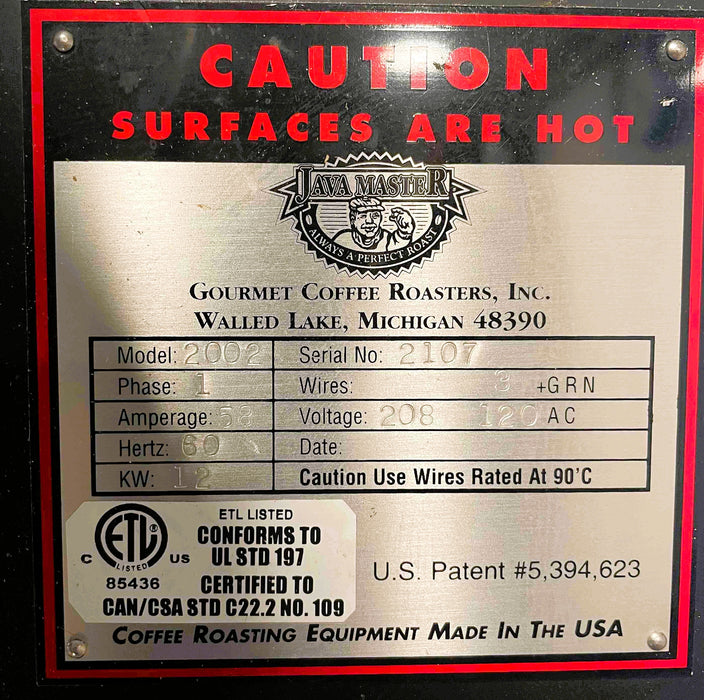 CAUTION
SURFACES ARE HOT
JAVA MASTER
ALWAYS A PERFECT ROAST
GOURMET COFFEE ROASTERS, INC.
WALLED LAKE, MICHIGAN 48390
Model: 2002 Serial No: 2107
Phase: 1 Wires: 3 +GRN
Amperage: 58 Voltage: 208 120 AC
Hertz: 60 Date:
KW: 12 Caution Use Wires Rated At 90'C
ETL LISTED
CONFORMS TO
UL STD 197
CERTIFIED TO
CAN/CSA STD C22.2 NO. 109
C ETL ® US
LISTED
85436
U.S. Patent #5,394,623
COFFEE ROASTING EQUIPMENT MADE IN THE USA